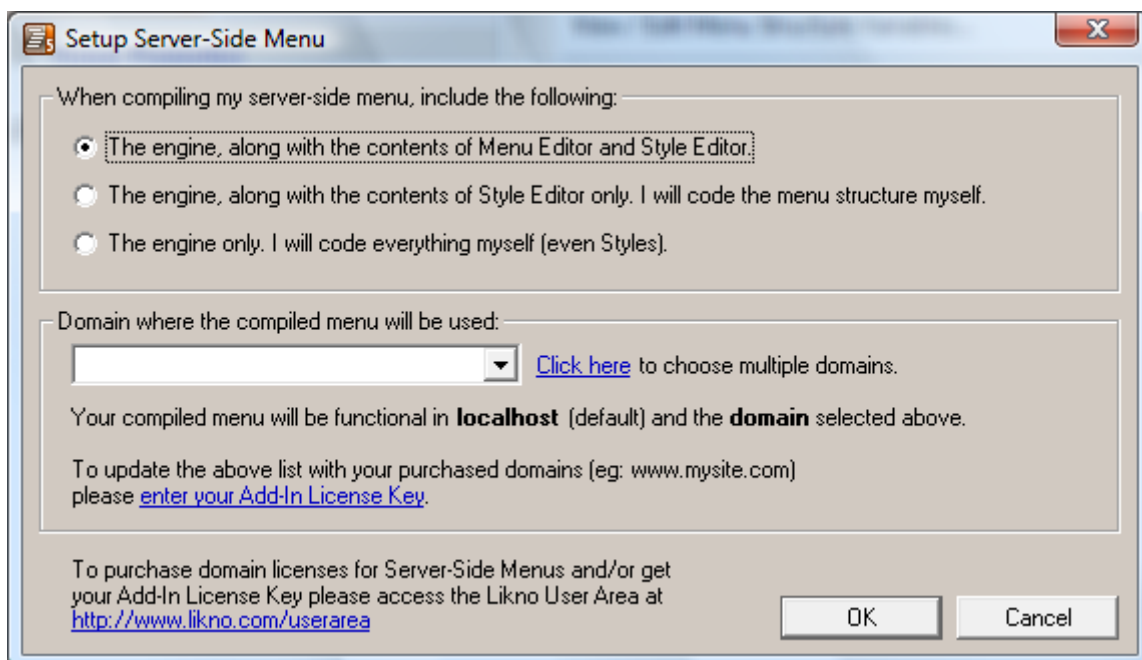 Setup Server-Side Menu
When compiling my server-side menu, include the following:
The engine, along with the contents of Menu Editor and Style Editor.
The engine, along with the contents of Style Editor only. I will code the menu structure myself.
The engine only. I will code everything myself (even Styles).
Domain where the compiled menu will be used:
Click here to choose multiple domains.
Your compiled menu will be functional in localhost (default) and the domain selected above.
To update the above list with your purchased domains (eg: www.mysite.com)
please enter your Add-In License Key.
To purchase domain licenses for Server-Side Menus and/or get
your Add-In License Key please access the Likno User Area at
http://www.likno.com/userarea
OK Cancel